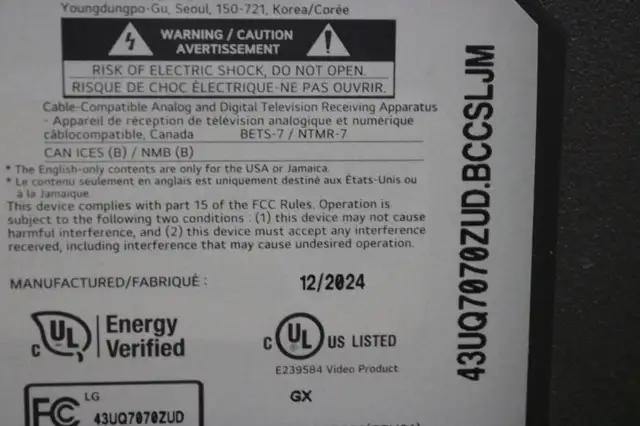 Youngdungpo-Gu, Seoul, 150-721, Korea/Corée
WARNING / CAUTION
AVERTISSEMENT
RISK OF ELECTRIC SHOCK, DO NOT OPEN.
RISQUE DE CHOC ÉLECTRIQUE-NE PAS OUVRIR.
Cable-Compatible Analog and Digital Television Receiving Apparatus
- Appareil de réception de télévision analogique et numérique
câblocompatible, Canada BETS-7 / NTMR-7
CAN ICES (B) / NMB (B)
* The English-only contents are only for the USA or Jamaica.
* Le contenu seulement en anglais est uniquement destiné aux États-Unis ou
à la Jamaïque.
This device complies with part 15 of the FCC Rules. Operation is
subject to the following two conditions : (1) this device may not cause
harmful interference, and (2) this device must accept any interference
received, including interference that may cause undesired operation.
MANUFACTURED/FABRIQUÉ : 12/2024
C UL Energy
Verified
C UL US LISTED
E239584 Video Product
FC LG
43UQ7070ZUD
GX
43UQ7070ZUD.BCCSLJM